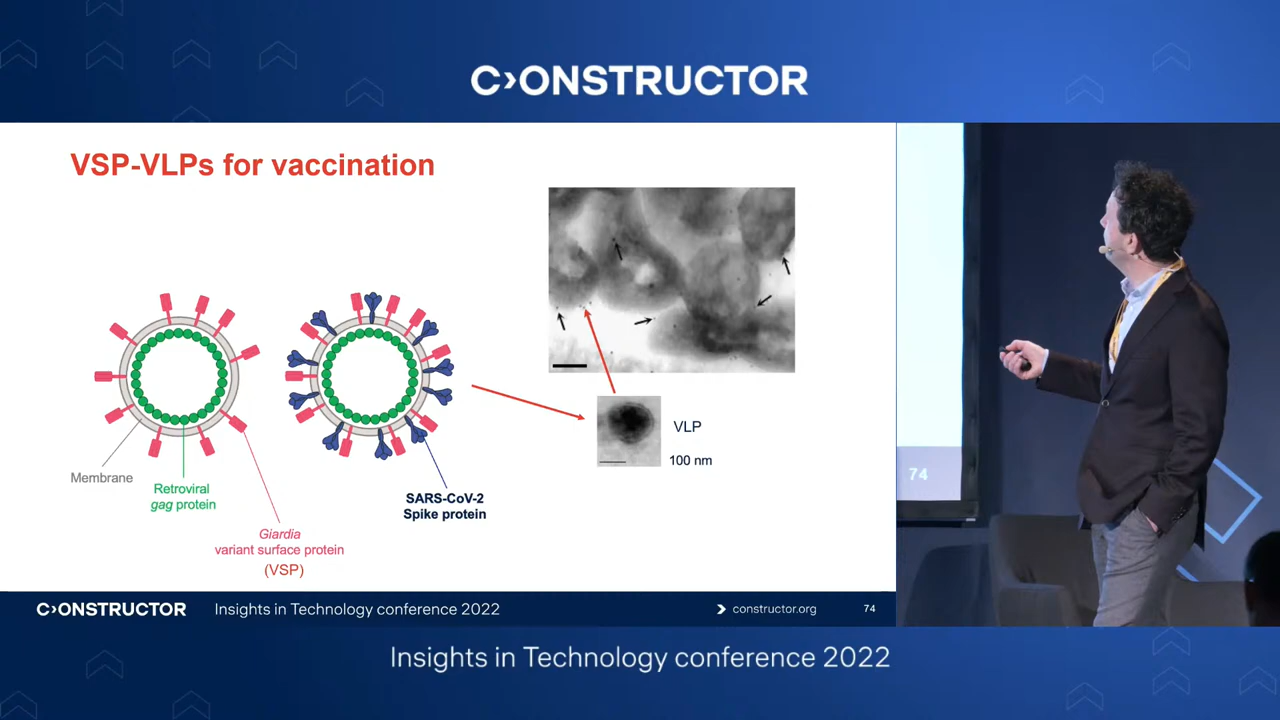 C›ONSTRUCTOR
VSP-VLPs for vaccination
Membrane
Retroviral
gag protein
Giardia
variant surface protein
(VSP)
SARS-CoV-2
Spike protein
VLP
100 nm
74
C›ONSTRUCTOR
Insights in Technology conference 2022
constructor.org
74
Insights in Technology conference 2022